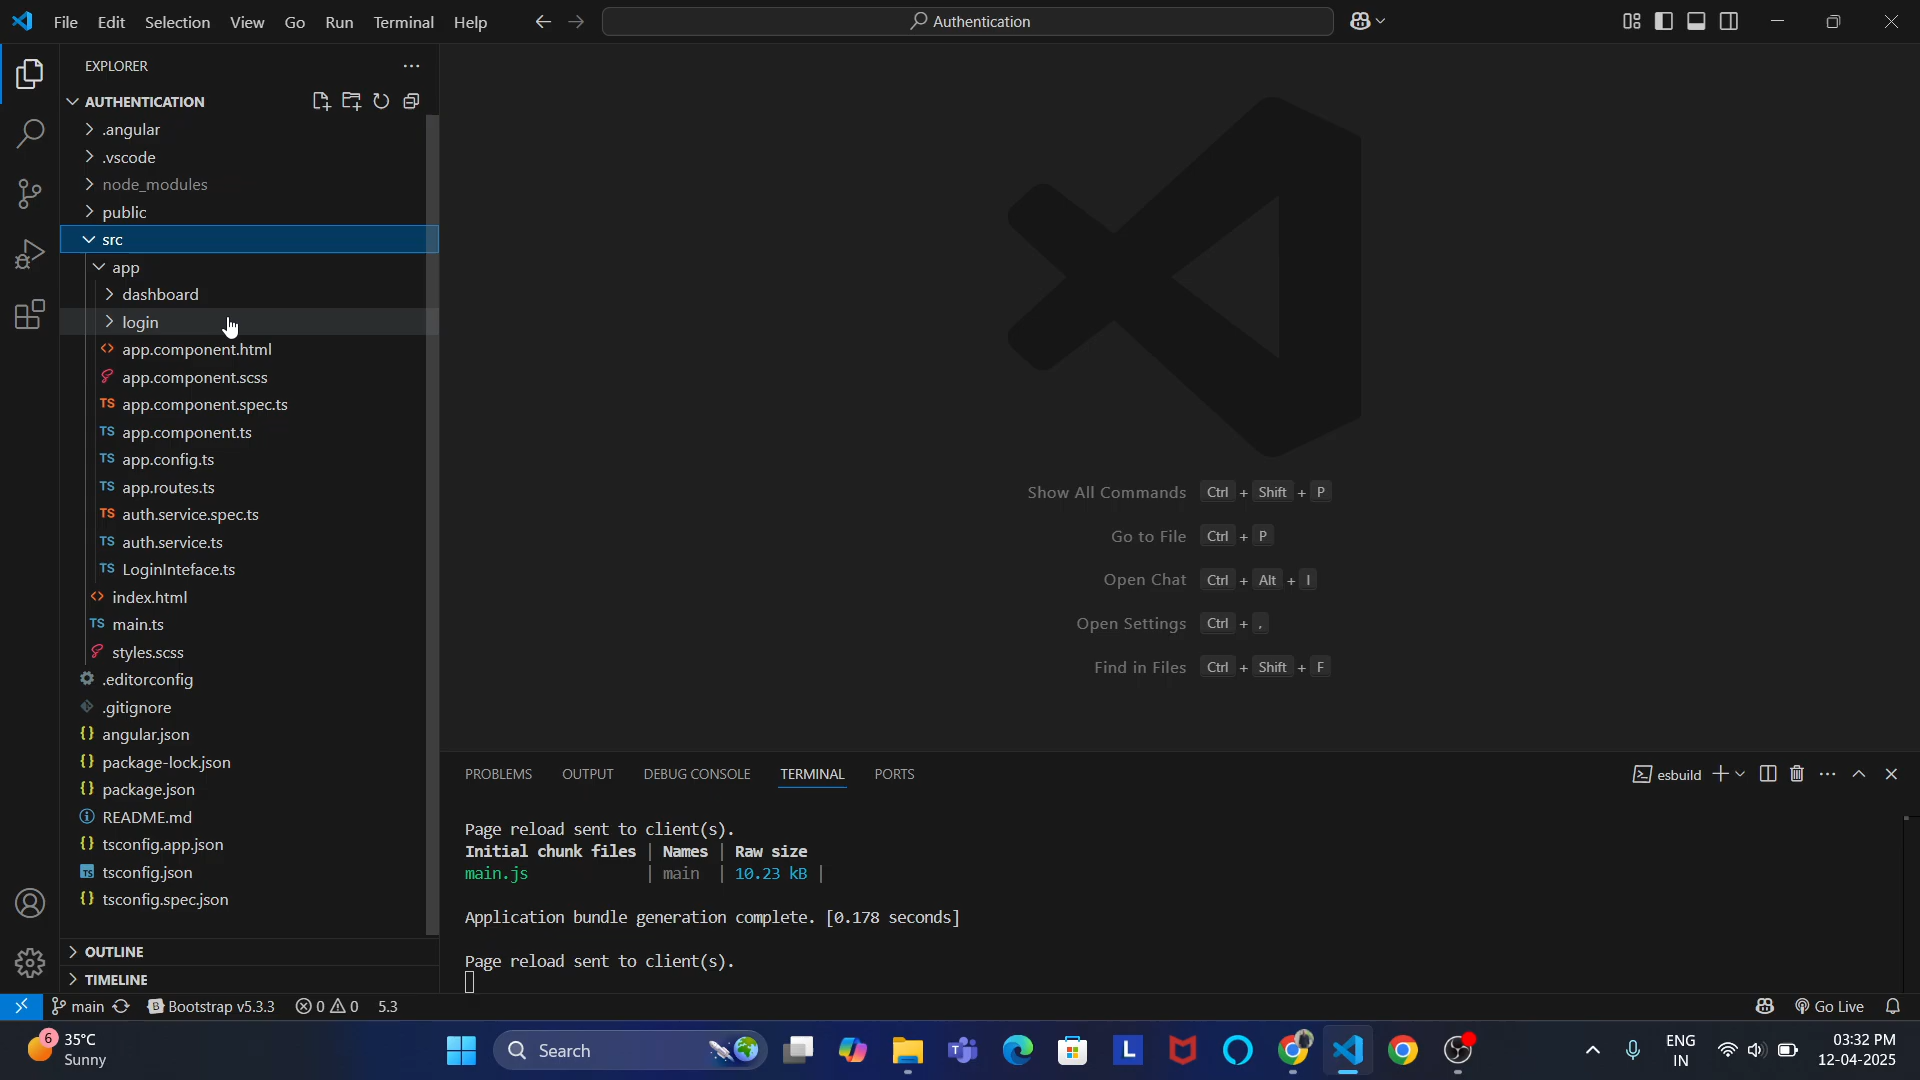 File Edit Selection View Go Run Terminal Help
Authentication
EXPLORER
AUTHENTICATION
.angular
.vscode
node_modules
public
src
app
dashboard
login
app.component.html
app.component.scss
app.component.spec.ts
app.component.ts
app.config.ts
app.routes.ts
auth.service.spec.ts
auth.service.ts
LoginInteface.ts
index.html
main.ts
styles.scss
.editorconfig
.gitignore
angular.json
package-lock.json
package.json
README.md
tsconfig.app.json
tsconfig.json
tsconfig.spec.json
OUTLINE
TIMELINE
Show All Commands Ctrl + Shift + P
Go to File Ctrl + P
Open Chat Ctrl + Alt + I
Open Settings Ctrl + ,
Find in Files Ctrl + Shift + F
PROBLEMS OUTPUT DEBUG CONSOLE TERMINAL PORTS
esbuild
Page reload sent to client(s).
Initial chunk files | Names | Raw size
main.js | main | 10.23 kB |
Application bundle generation complete. [0.178 seconds]
Page reload sent to client(s).
main Bootstrap v5.3.3 0 0 5.3
Go Live
6 35°C
Sunny
Search
L
ENG
IN
03:32 PM
12-04-2025